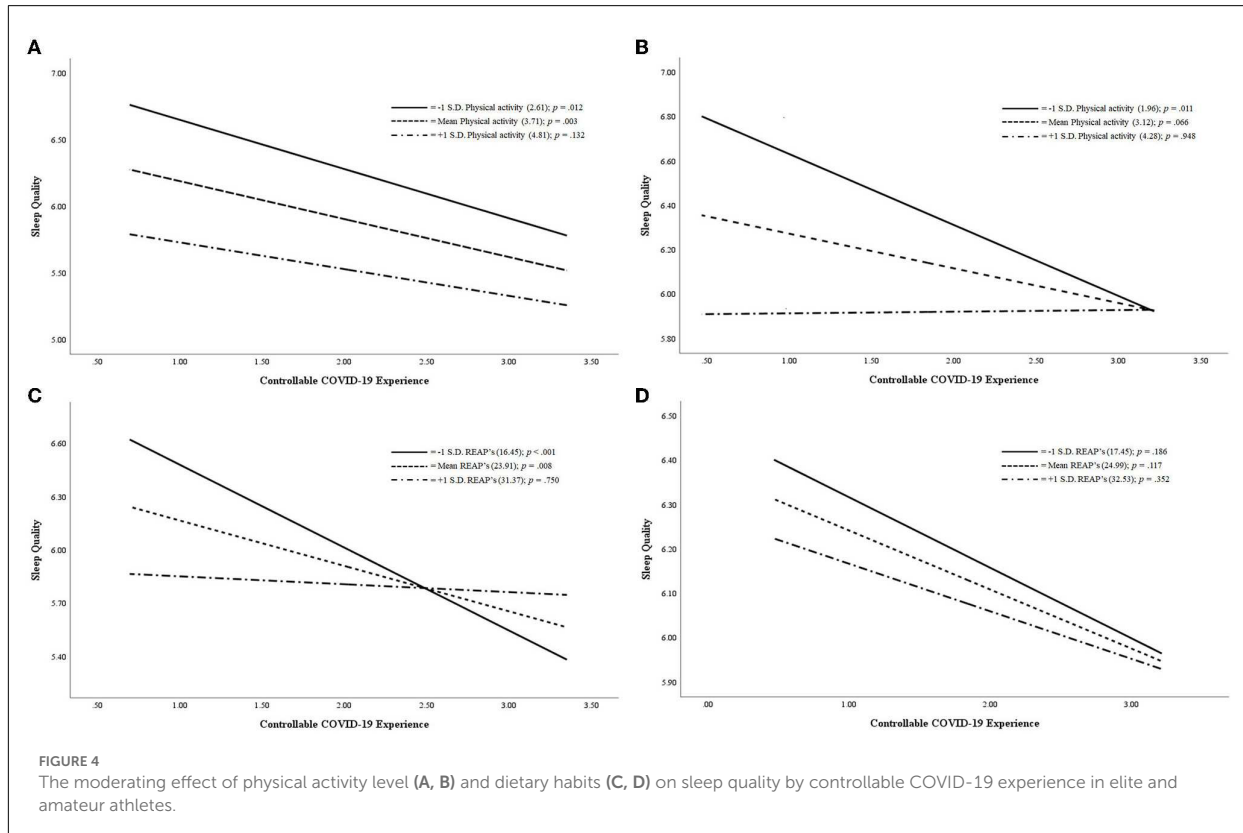 A
7.00
6.50
6.00
5.50
5.00
Sleep Quality
= -1 S.D. Physical activity (2.61); p = .012
= Mean Physical activity (3.71); p = .003
= +1 S.D. Physical activity (4.81); p = .132
.50 1.00 1.50 2.00 2.50 3.00 3.50
Controllable COVID-19 Experience
B
6.80
6.60
6.40
6.20
6.00
5.80
Sleep Quality
= -1 S.D. Physical activity (1.96); p = .011
= Mean Physical activity (3.12); p = .066
= +1 S.D. Physical activity (4.28); p = .948
.50 1.00 1.50 2.00 2.50 3.00 3.50
Controllable COVID-19 Experience
C
6.60
6.30
6.00
5.70
5.40
Sleep Quality
= -1 S.D. REAP's (16.45); p < .001
= Mean REAP's (23.91); p = .008
= +1 S.D. REAP's (31.37); p = .750
.50 1.00 1.50 2.00 2.50 3.00 3.50
Controllable COVID-19 Experience
D
6.50
6.40
6.30
6.20
6.10
6.00
5.90
Sleep Quality
= -1 S.D. REAP's (17.45); p = .186
= Mean REAP's (24.99); p = .117
= +1 S.D. REAP's (32.53); p = .352
.00 1.00 2.00 3.00
Controllable COVID-19 Experience
FIGURE 4
The moderating effect of physical activity level (A, B) and dietary habits (C, D) on sleep quality by controllable COVID-19 experience in elite and
amateur athletes.